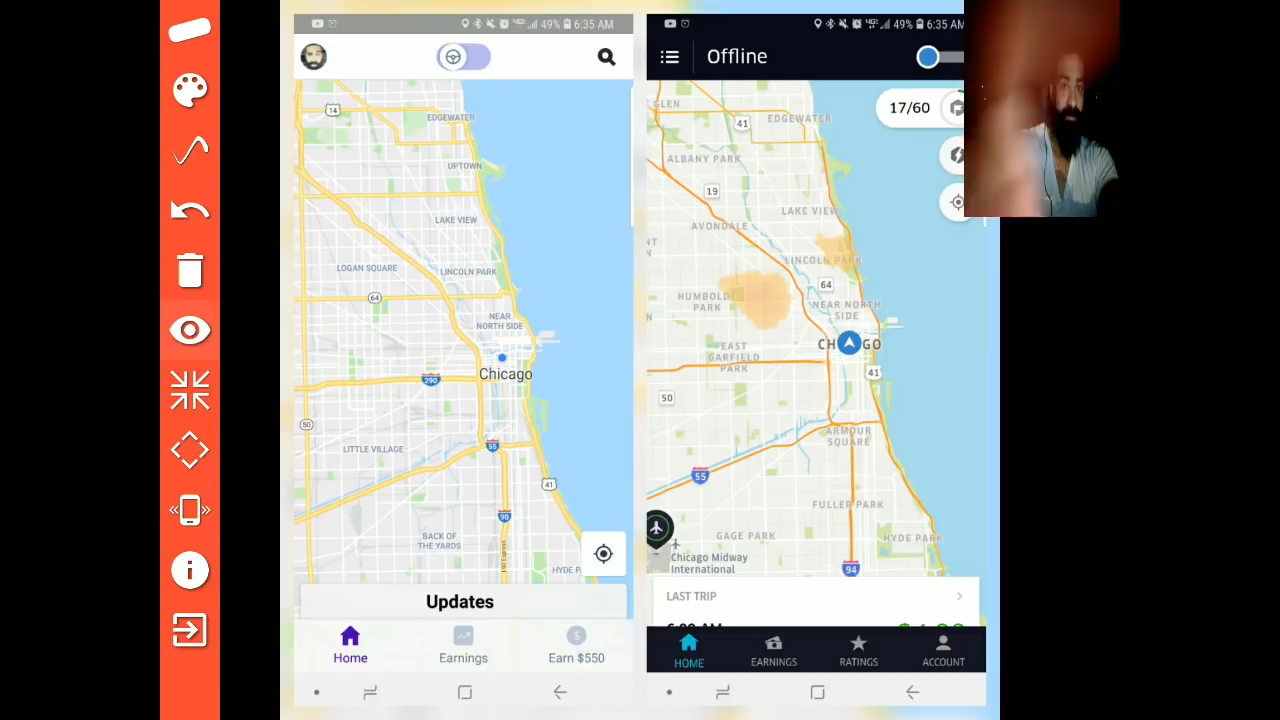 49% 6:35 AM
14
EDGEWATER
UPTOWN
LAKE VIEW
LOGAN SQUARE
LINCOLN PARK
64
NEAR
NORTH SIDE
Chicago
290
50
LITTLE VILLAGE
55
41
90
BACK OF
THE YARDS
HYDE P
Updates
Home
Earnings
Earn $550
49% 6:35 AM
Offline
17/60
GLEN
41
EDGEWATER
ALBANY PARK
19
LAKE VIEW
AVONDALE
LINCOLN PARK
64
HUMBOLDT
PARK
NEAR NORTH
SIDE
EAST
GARFIELD
PARK
CHICAGO
41
50
ARMOUR
SQUARE
55
FULLER PARK
GAGE PARK
HYDE PARK
Chicago Midway
International
94
LAST TRIP
HOME
EARNINGS
RATINGS
ACCOUNT